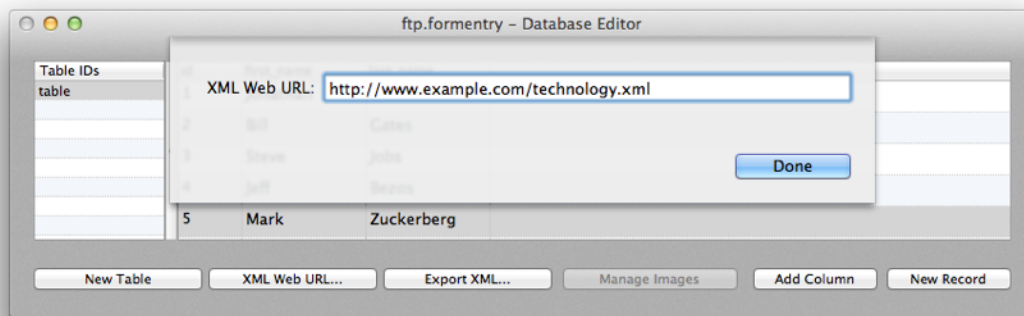 ftp.formentry – Database Editor
Table IDs
table
XML Web URL: http://www.example.com/technology.xml
2 Bill Gates
3 Steve Jobs
4 Jeff Bezos
Done
5 Mark Zuckerberg
New Table XML Web URL... Export XML... Manage Images Add Column New Record